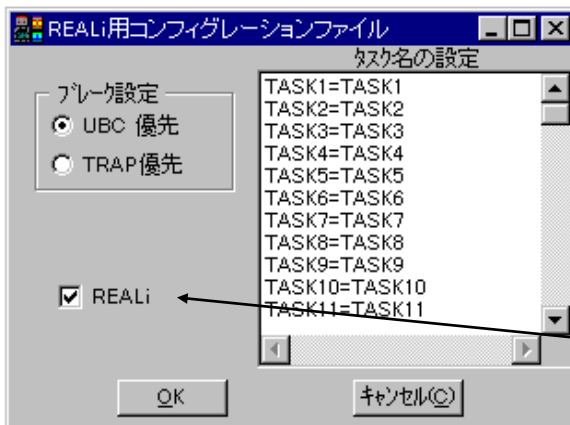 REALi用コンフィグレーションファイル
ﾀｽｸ名の設定
ﾌﾞﾚｰｸ設定
UBC 優先
TRAP優先
REALi
TASK1=TASK1
TASK2=TASK2
TASK3=TASK3
TASK4=TASK4
TASK5=TASK5
TASK6=TASK6
TASK7=TASK7
TASK8=TASK8
TASK9=TASK9
TASK10=TASK10
TASK11=TASK11
OK
ｷｬﾝｾﾙ(C)